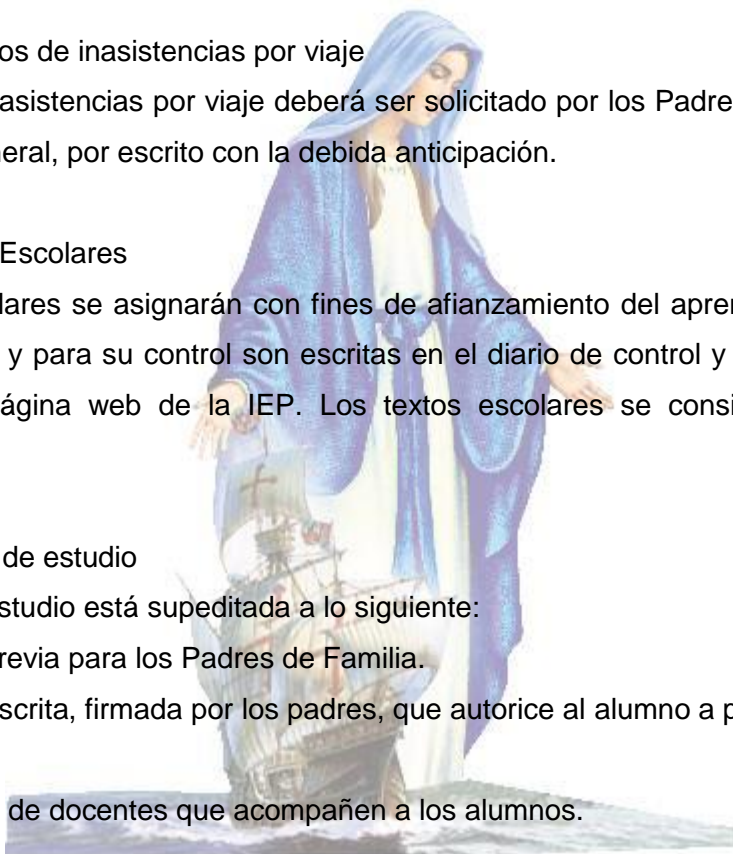 os de inasistencias por viaje
asistencias por viaje deberá ser solicitado por los Padre
neral, por escrito con la debida anticipación.
Escolares
lares se asignarán con fines de afianzamiento del apren
y para su control son escritas en el diario de control y
ágina web de la IEP. Los textos escolares se consi
de estudio
studio está supeditada a lo siguiente:
revia para los Padres de Familia.
scrita, firmada por los padres, que autorice al alumno a p
de docentes que acompañen a los alumnos.